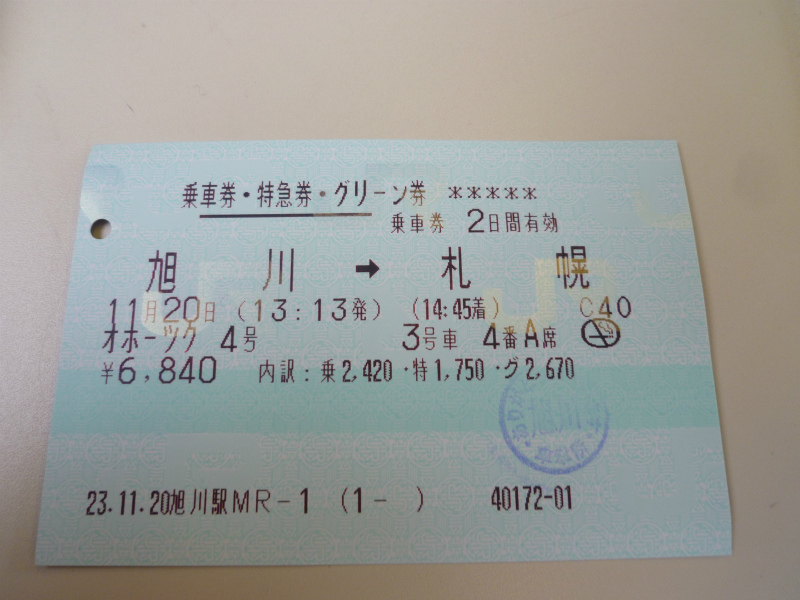 乗車券・特急券・グリーン券 *****
乗車券 2日間有効
旭 川 ➡ 札 幌
11月20日 (13:13発) (14:45着) C40
オホーツク 4号 3号車 4番A席
¥6,840 内訳:乗2,420・特1,750・グ2,670
旭川
23.11.20旭川駅MR-1 (1- ) 40172-01